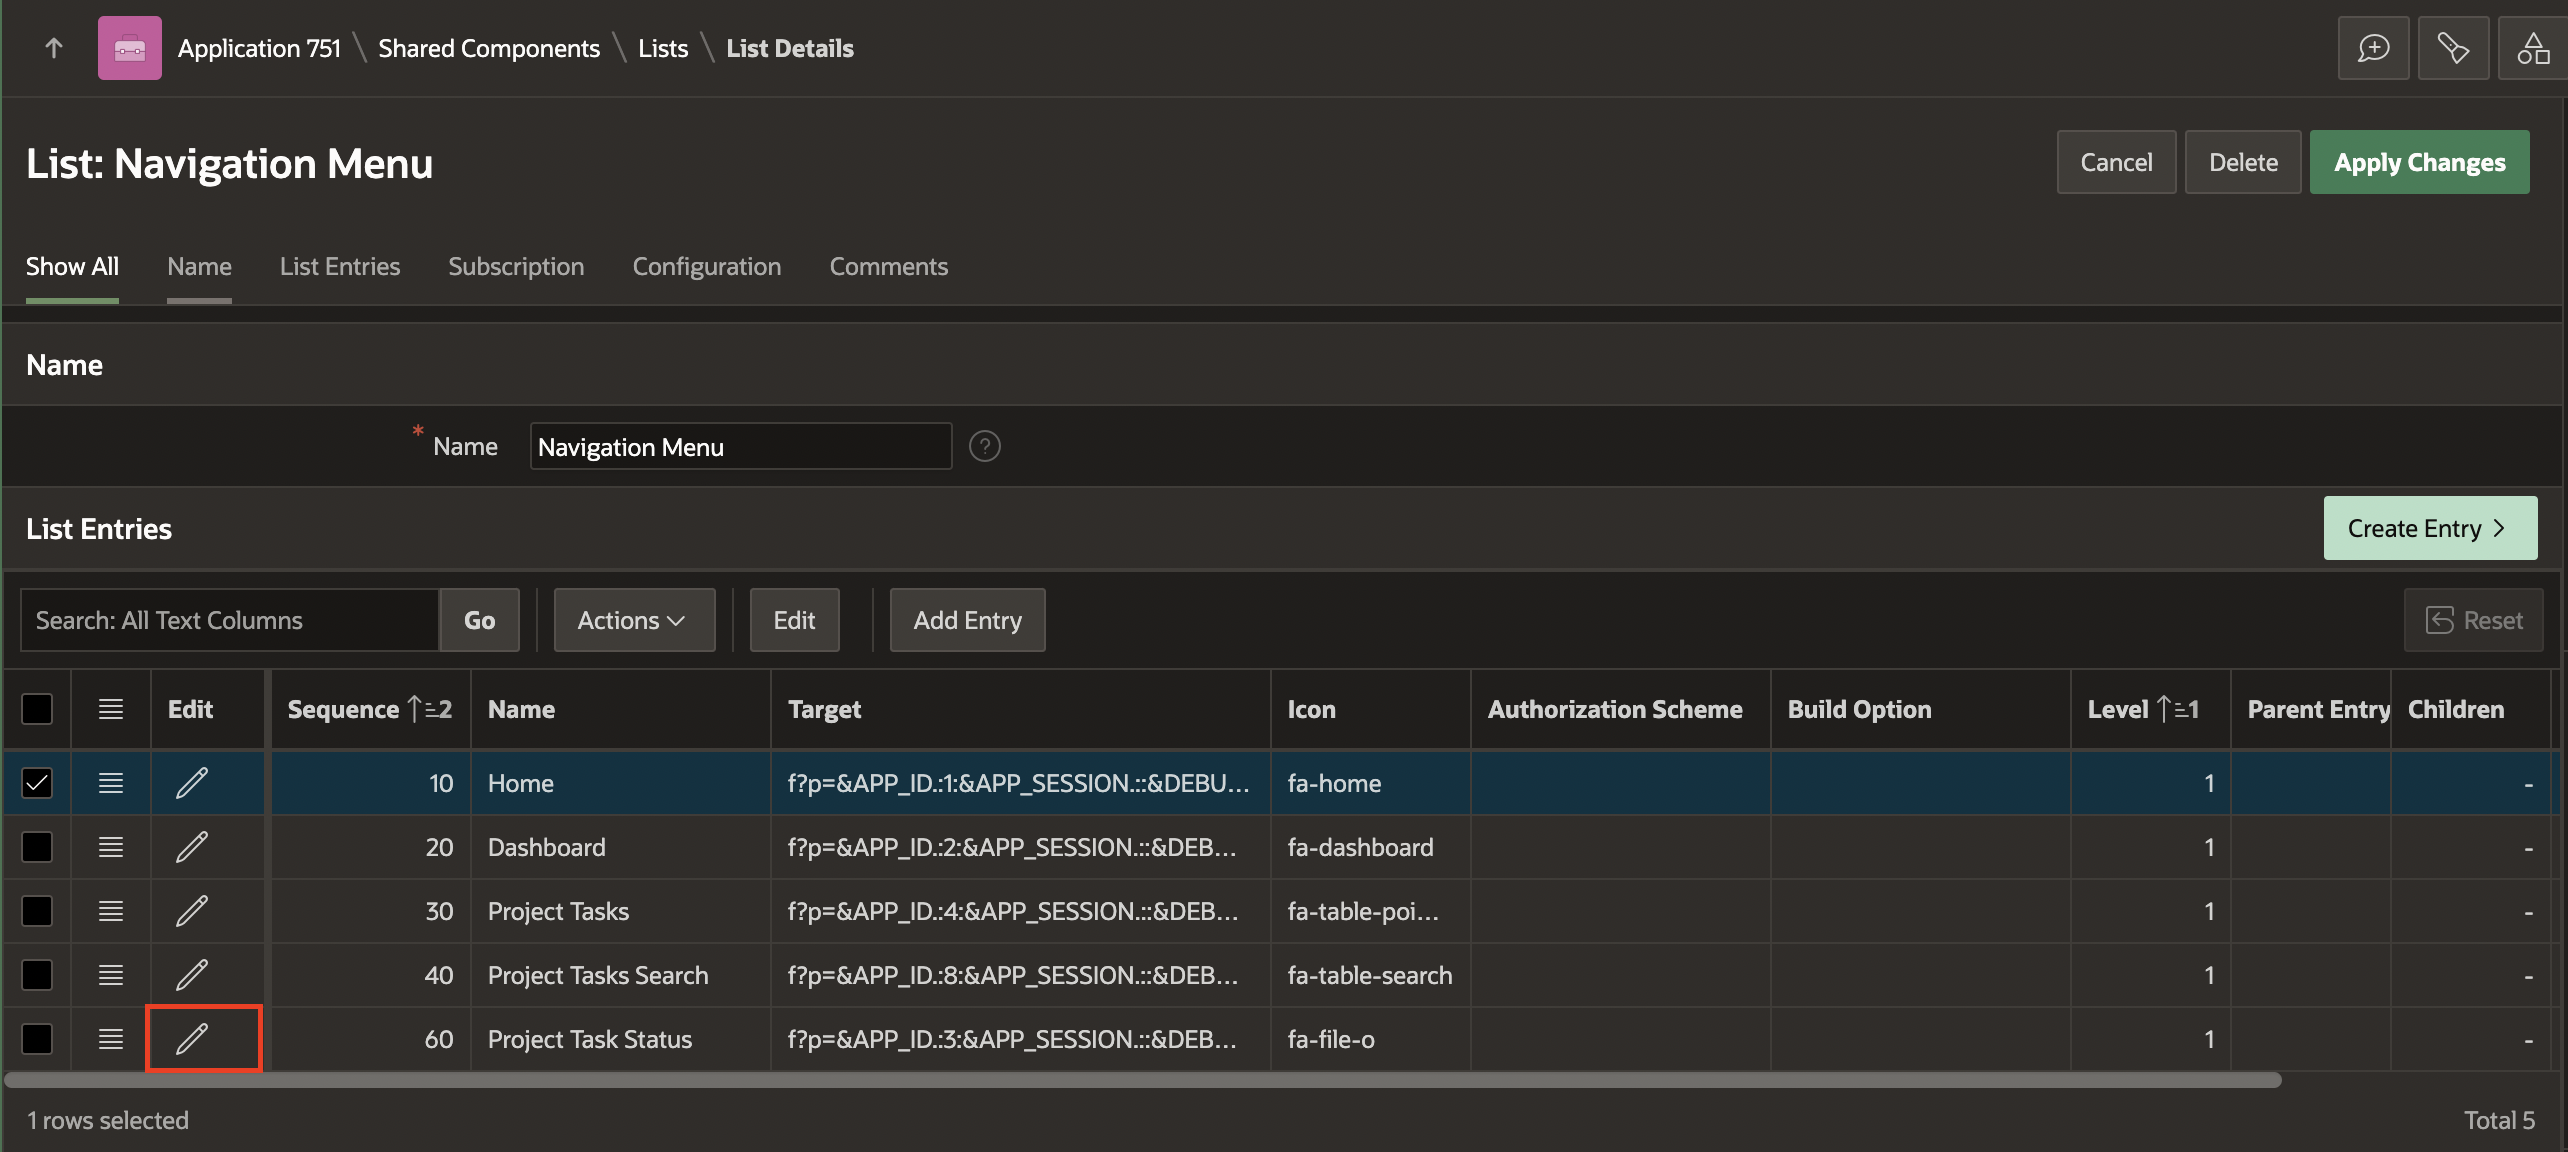 Application 751 \ Shared Components \ Lists \ List Details
List: Navigation Menu
Cancel Delete Apply Changes
Show All Name List Entries Subscription Configuration Comments
Name
* Name Navigation Menu ?
List Entries
Create Entry >
Search: All Text Columns Go Actions Edit Add Entry Reset
Edit Sequence 2 Name Target Icon Authorization Scheme Build Option Level 1 Parent Entry Children
10 Home f?p=&APP_ID.:1:&APP_SESSION.::&DEBU... fa-home 1 -
20 Dashboard f?p=&APP_ID.:2:&APP_SESSION.::&DEB... fa-dashboard 1 -
30 Project Tasks f?p=&APP_ID.:4:&APP_SESSION.::&DEB... fa-table-poi... 1 -
40 Project Tasks Search f?p=&APP_ID.:8:&APP_SESSION.::&DEB... fa-table-search 1 -
60 Project Task Status f?p=&APP_ID.:3:&APP_SESSION.::&DEB... fa-file-o 1 -
1 rows selected Total 5